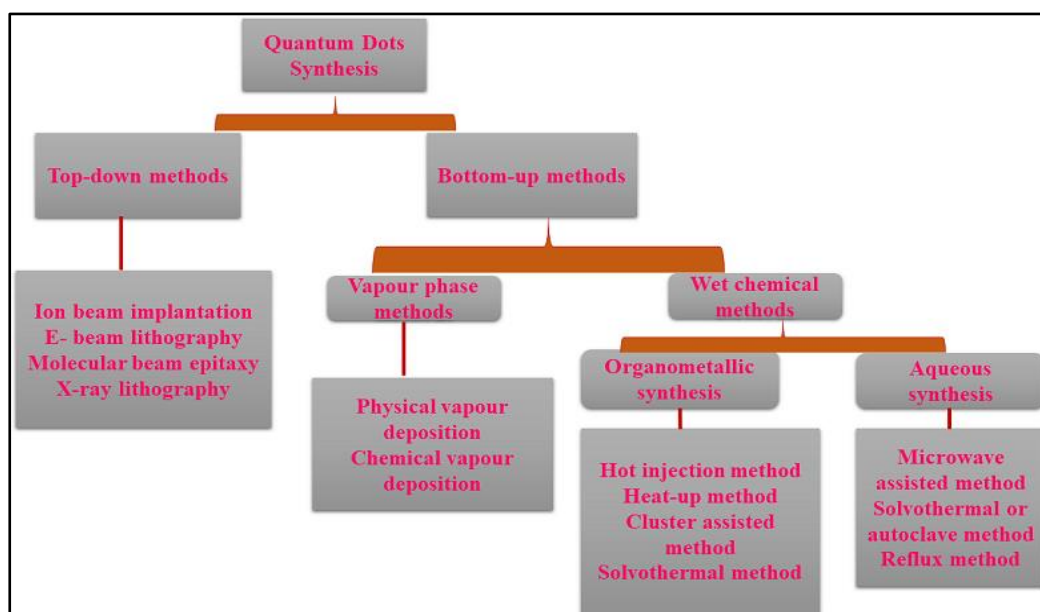 Quantum Dots
Synthesis
Top-down methods
Bottom-up methods
Ion beam implantation
E- beam lithography
Molecular beam epitaxy
X-ray lithography
Vapour phase
methods
Wet chemical
methods
Physical vapour
deposition
Chemical vapour
deposition
Organometallic
synthesis
Aqueous
synthesis
Hot injection method
Heat-up method
Cluster assisted
method
Solvothermal method
Microwave
assisted method
Solvothermal or
autoclave method
Reflux method